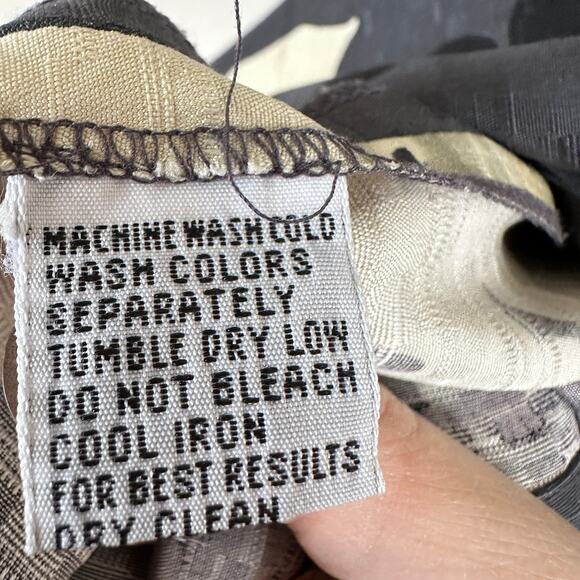 MACHINE WASH COLD
WASH COLORS
SEPARATELY
TUMBLE DRY LOW
DO NOT BLEACH
COOL IRON
FOR BEST RESULTS
DRY CLEAN